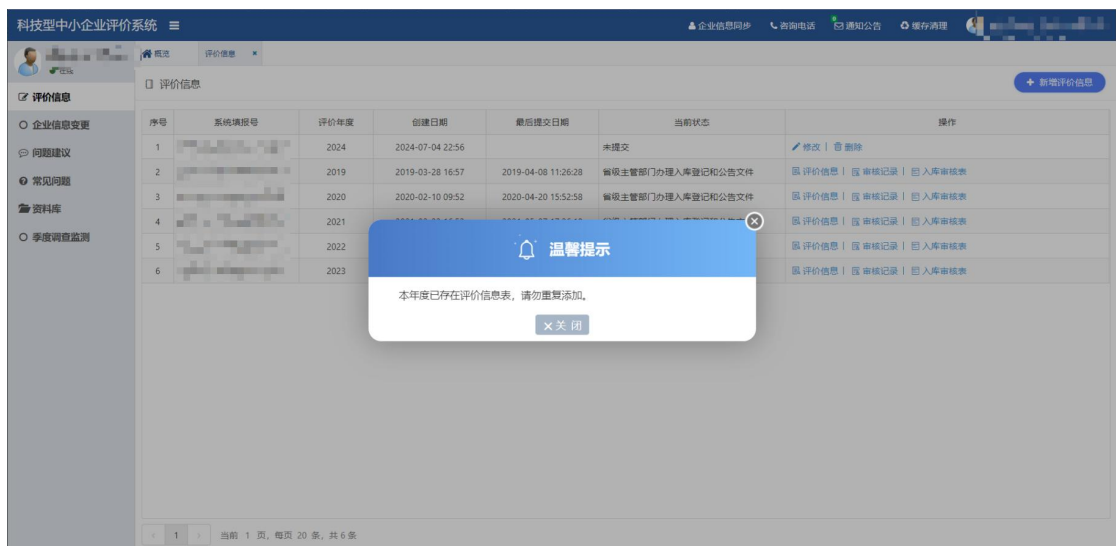 科技型中小企业评价系统
企业信息同步 咨询电话 通知公告 缓存清理
在线
概览 评价信息
评价信息
企业信息变更
问题建议
常见问题
资料库
季度调查监测
评价信息 新增评价信息
序号 系统填报号 评价年度 创建日期 最后提交日期 当前状态 操作
1 2024 2024-07-04 22:56 未提交 修改 | 删除
2 2019 2019-03-28 16:57 2019-04-08 11:26:28 省级主管部门办理入库登记和公告文件 评价信息 | 审核记录 | 入库审核表
3 2020 2020-02-10 09:52 2020-04-20 15:52:58 省级主管部门办理入库登记和公告文件 评价信息 | 审核记录 | 入库审核表
4 2021 评价信息 | 审核记录 | 入库审核表
5 2022 评价信息 | 审核记录 | 入库审核表
6 2023 评价信息 | 审核记录 | 入库审核表
温馨提示
本年度已存在评价信息表,请勿重复添加。
×关 闭
1 当前 1 页,每页 20 条,共 6 条